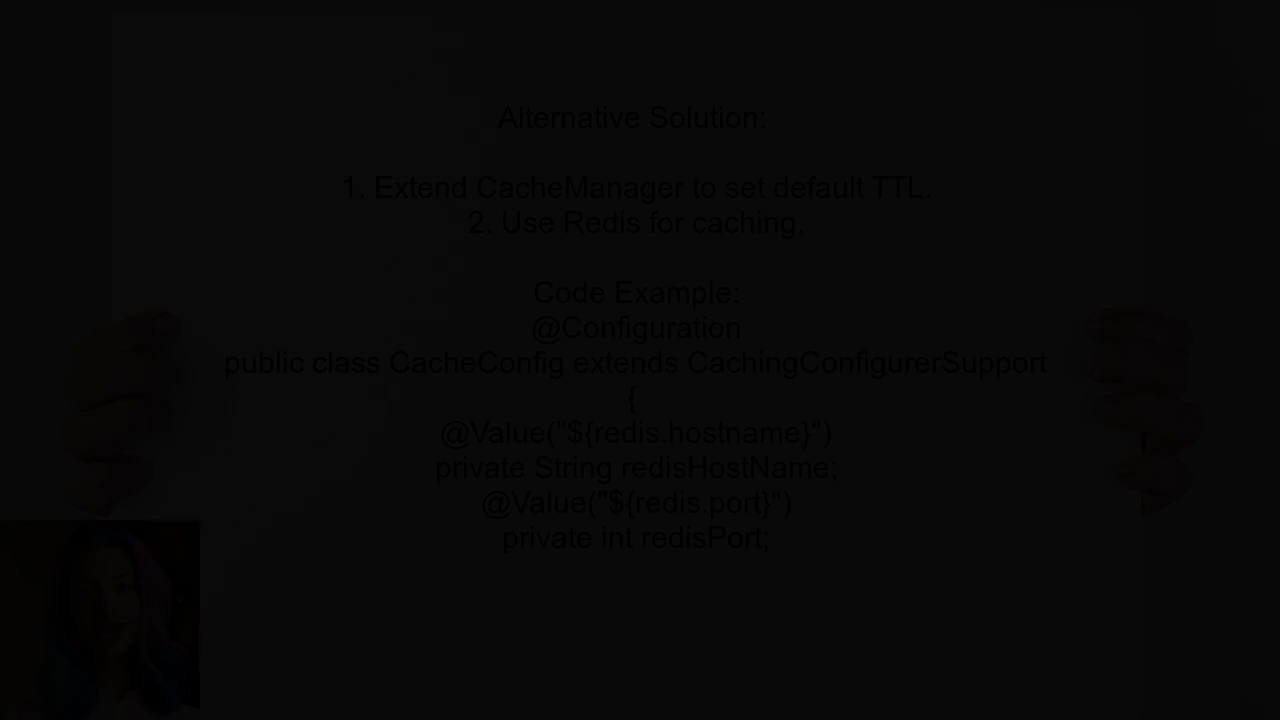 Alternative Solution:
1. Extend CacheManager to set default TTL.
2. Use Redis for caching.
Code Example:
@Configuration
public class CacheConfig extends CachingConfigurerSupport
{
@Value("${redis.hostname}")
private String redisHostName;
@Value("${redis.port}")
private int redisPort;